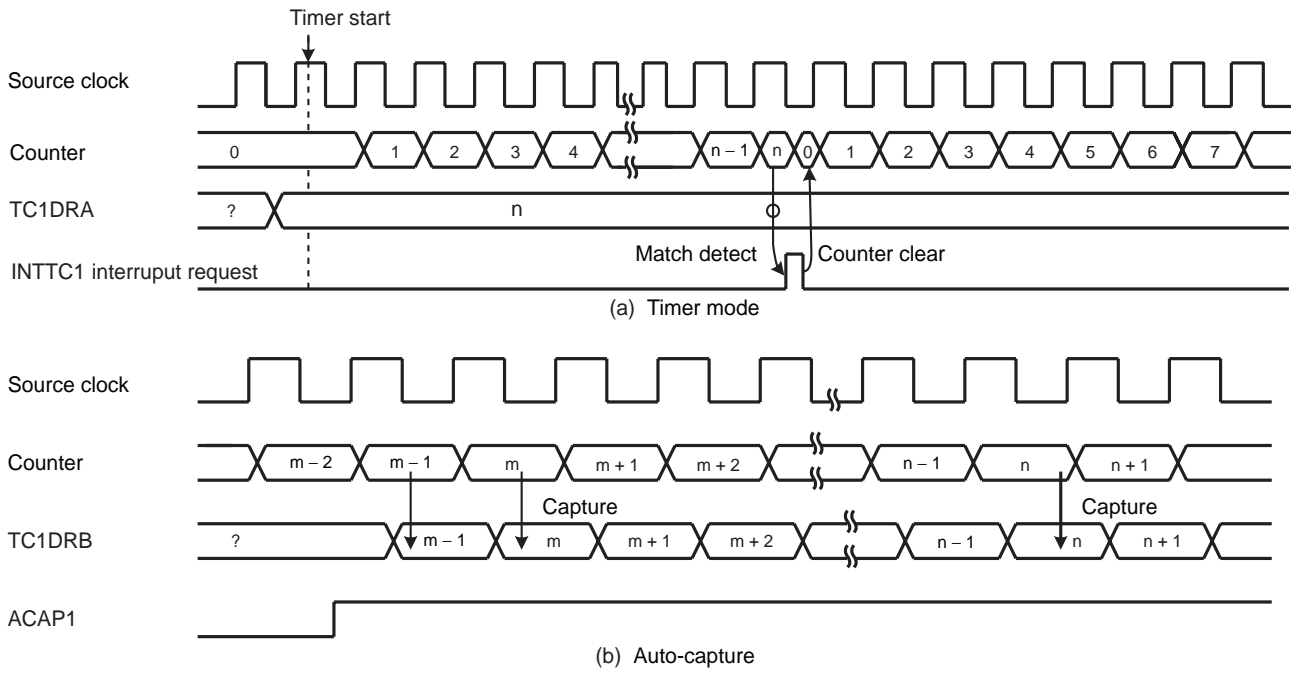 Timer start
Source clock
Counter 0 1 2 3 4 n – 1 n 0 1 2 3 4 5 6 7
TC1DRA ? n
Match detect Counter clear
INTTC1 interruput request
(a) Timer mode
Source clock
Counter m – 2 m – 1 m m + 1 m + 2 n – 1 n n + 1
Capture Capture
TC1DRB ? m – 1 m m + 1 m + 2 n – 1 n n + 1
ACAP1
(b) Auto-capture